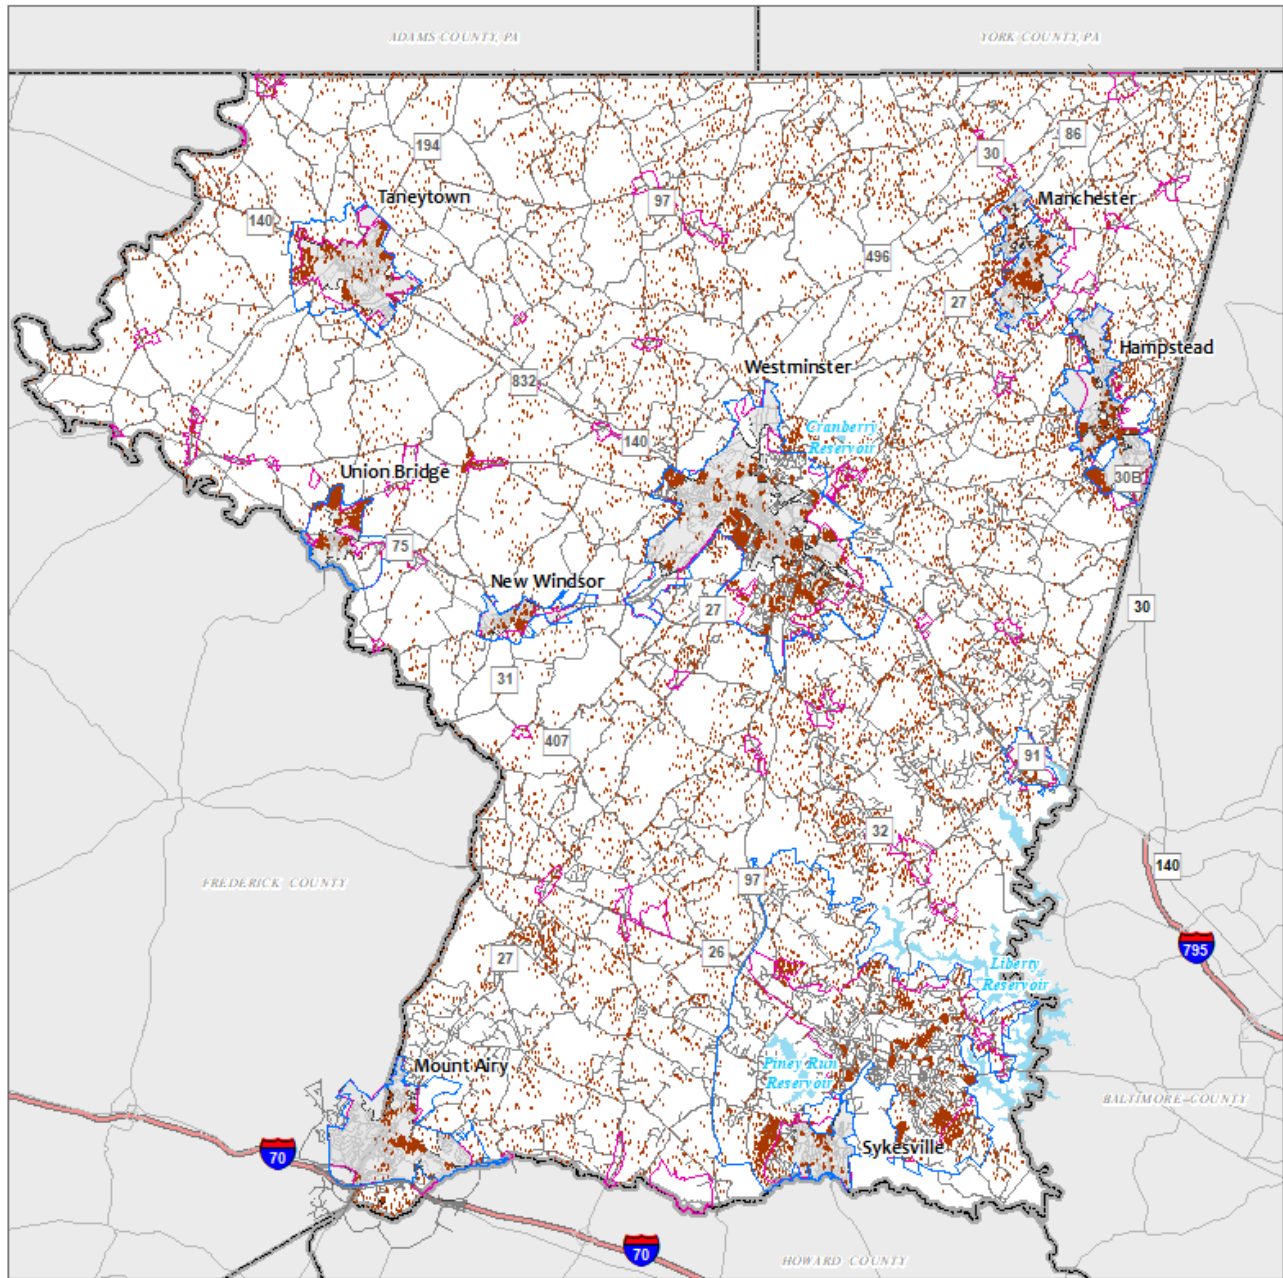 ADAMS COUNTY, PA
YORK COUNTY, PA
86
194
30
Taneytown
Manchester
97
140
496
27
Hampstead
Westminster
832
Cranberry
Reservoir
140
Union Bridge
30B
75
New Windsor
27
30
31
407
91
32
140
97
FREDERICK COUNTY
795
26
27
Liberty
Reservoir
Mount Airy
Piney Run
Reservoir
BALTIMORE COUNTY
Sykesville
70
70
HOWARD COUNTY